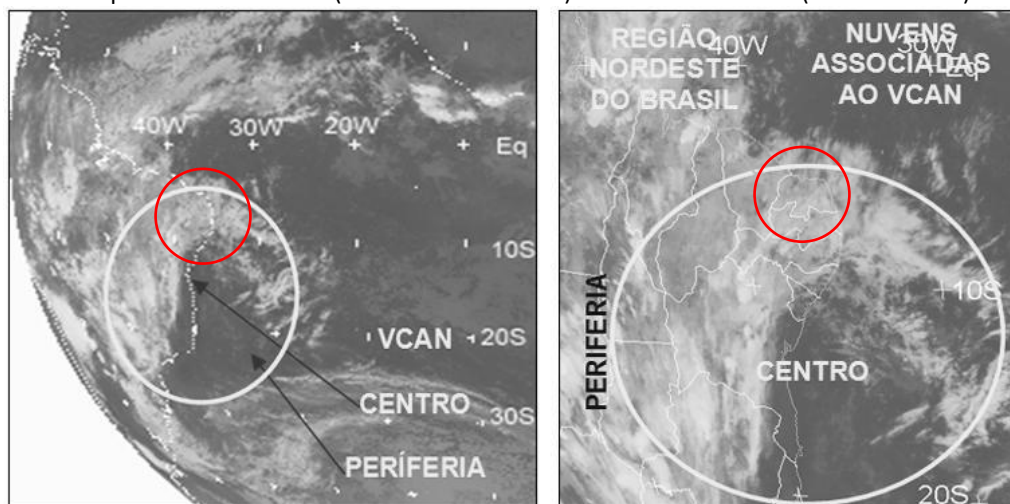 40W
30W
20W
Eq
10S
VCAN
20S
CENTRO
30S
PERÍFERIA
REGIÃO
40W
NORDESTE
DO BRASIL
NUVENS
30W
ASSOCIADAS
Eq
AO VCAN
10S
PERIFERIA
CENTRO
20S